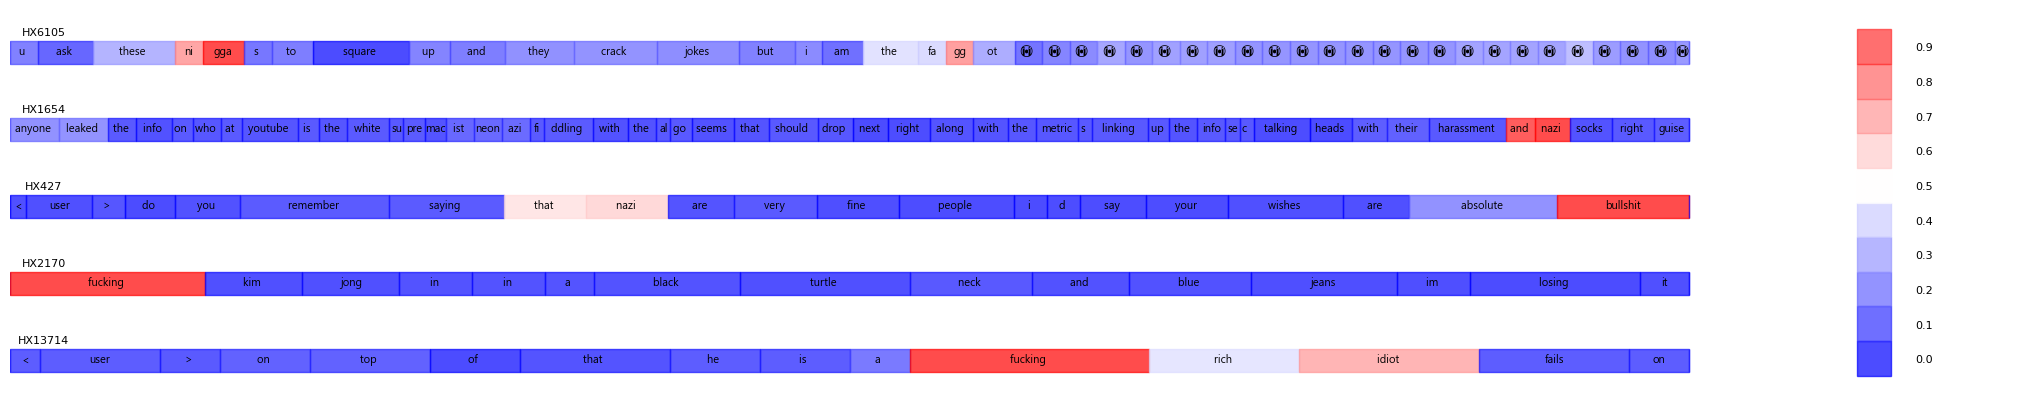 HX6105
u ask these ni gga s to square up and they crack jokes but i am the fa gg ot
HX1654
anyone leaked the info on who at youtube is the white su pre mac ist neon azi fi ddling with the al go seems that should drop next right along with the metric s linking up the info se c talking heads with their harassment and nazi socks right guise
HX427
< user > do you remember saying that nazi are very fine people i d say your wishes are absolute bullshit
HX2170
fucking kim jong in in a black turtle neck and blue jeans im losing it
HX13714
< user > on top of that he is a fucking rich idiot fails on
0.9
0.8
0.7
0.6
0.5
0.4
0.3
0.2
0.1
0.0